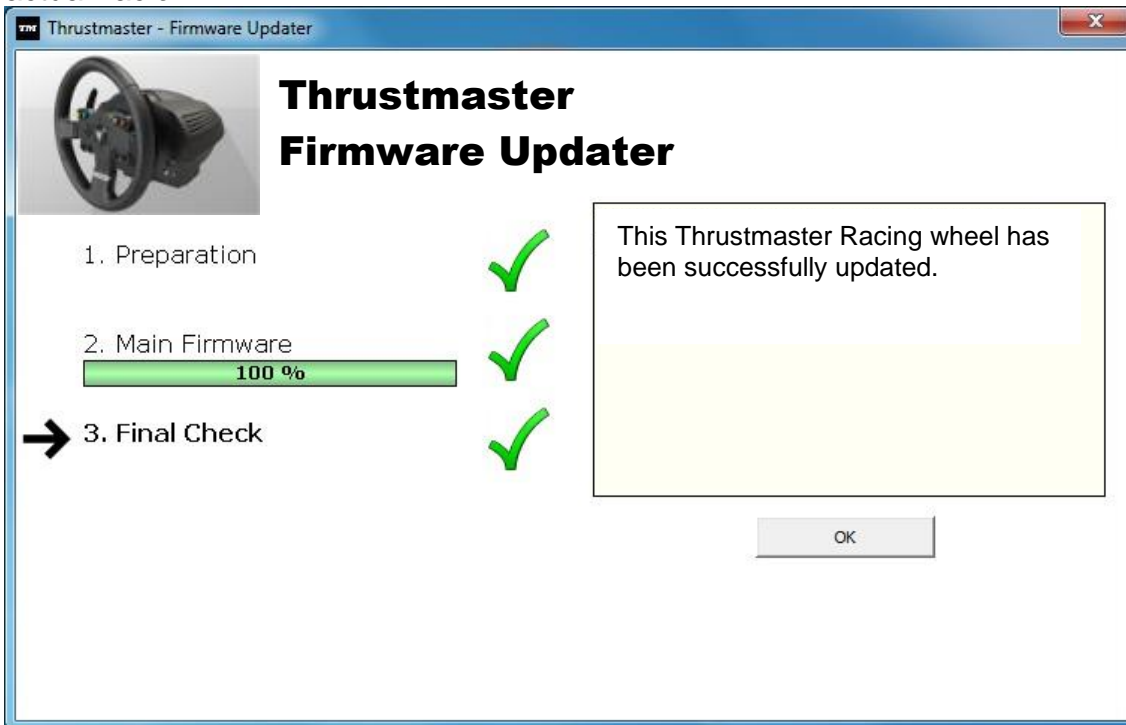 Thrustmaster - Firmware Updater
Thrustmaster
Firmware Updater
1. Preparation
2. Main Firmware
100 %
3. Final Check
This Thrustmaster Racing wheel has
been successfully updated.
OK